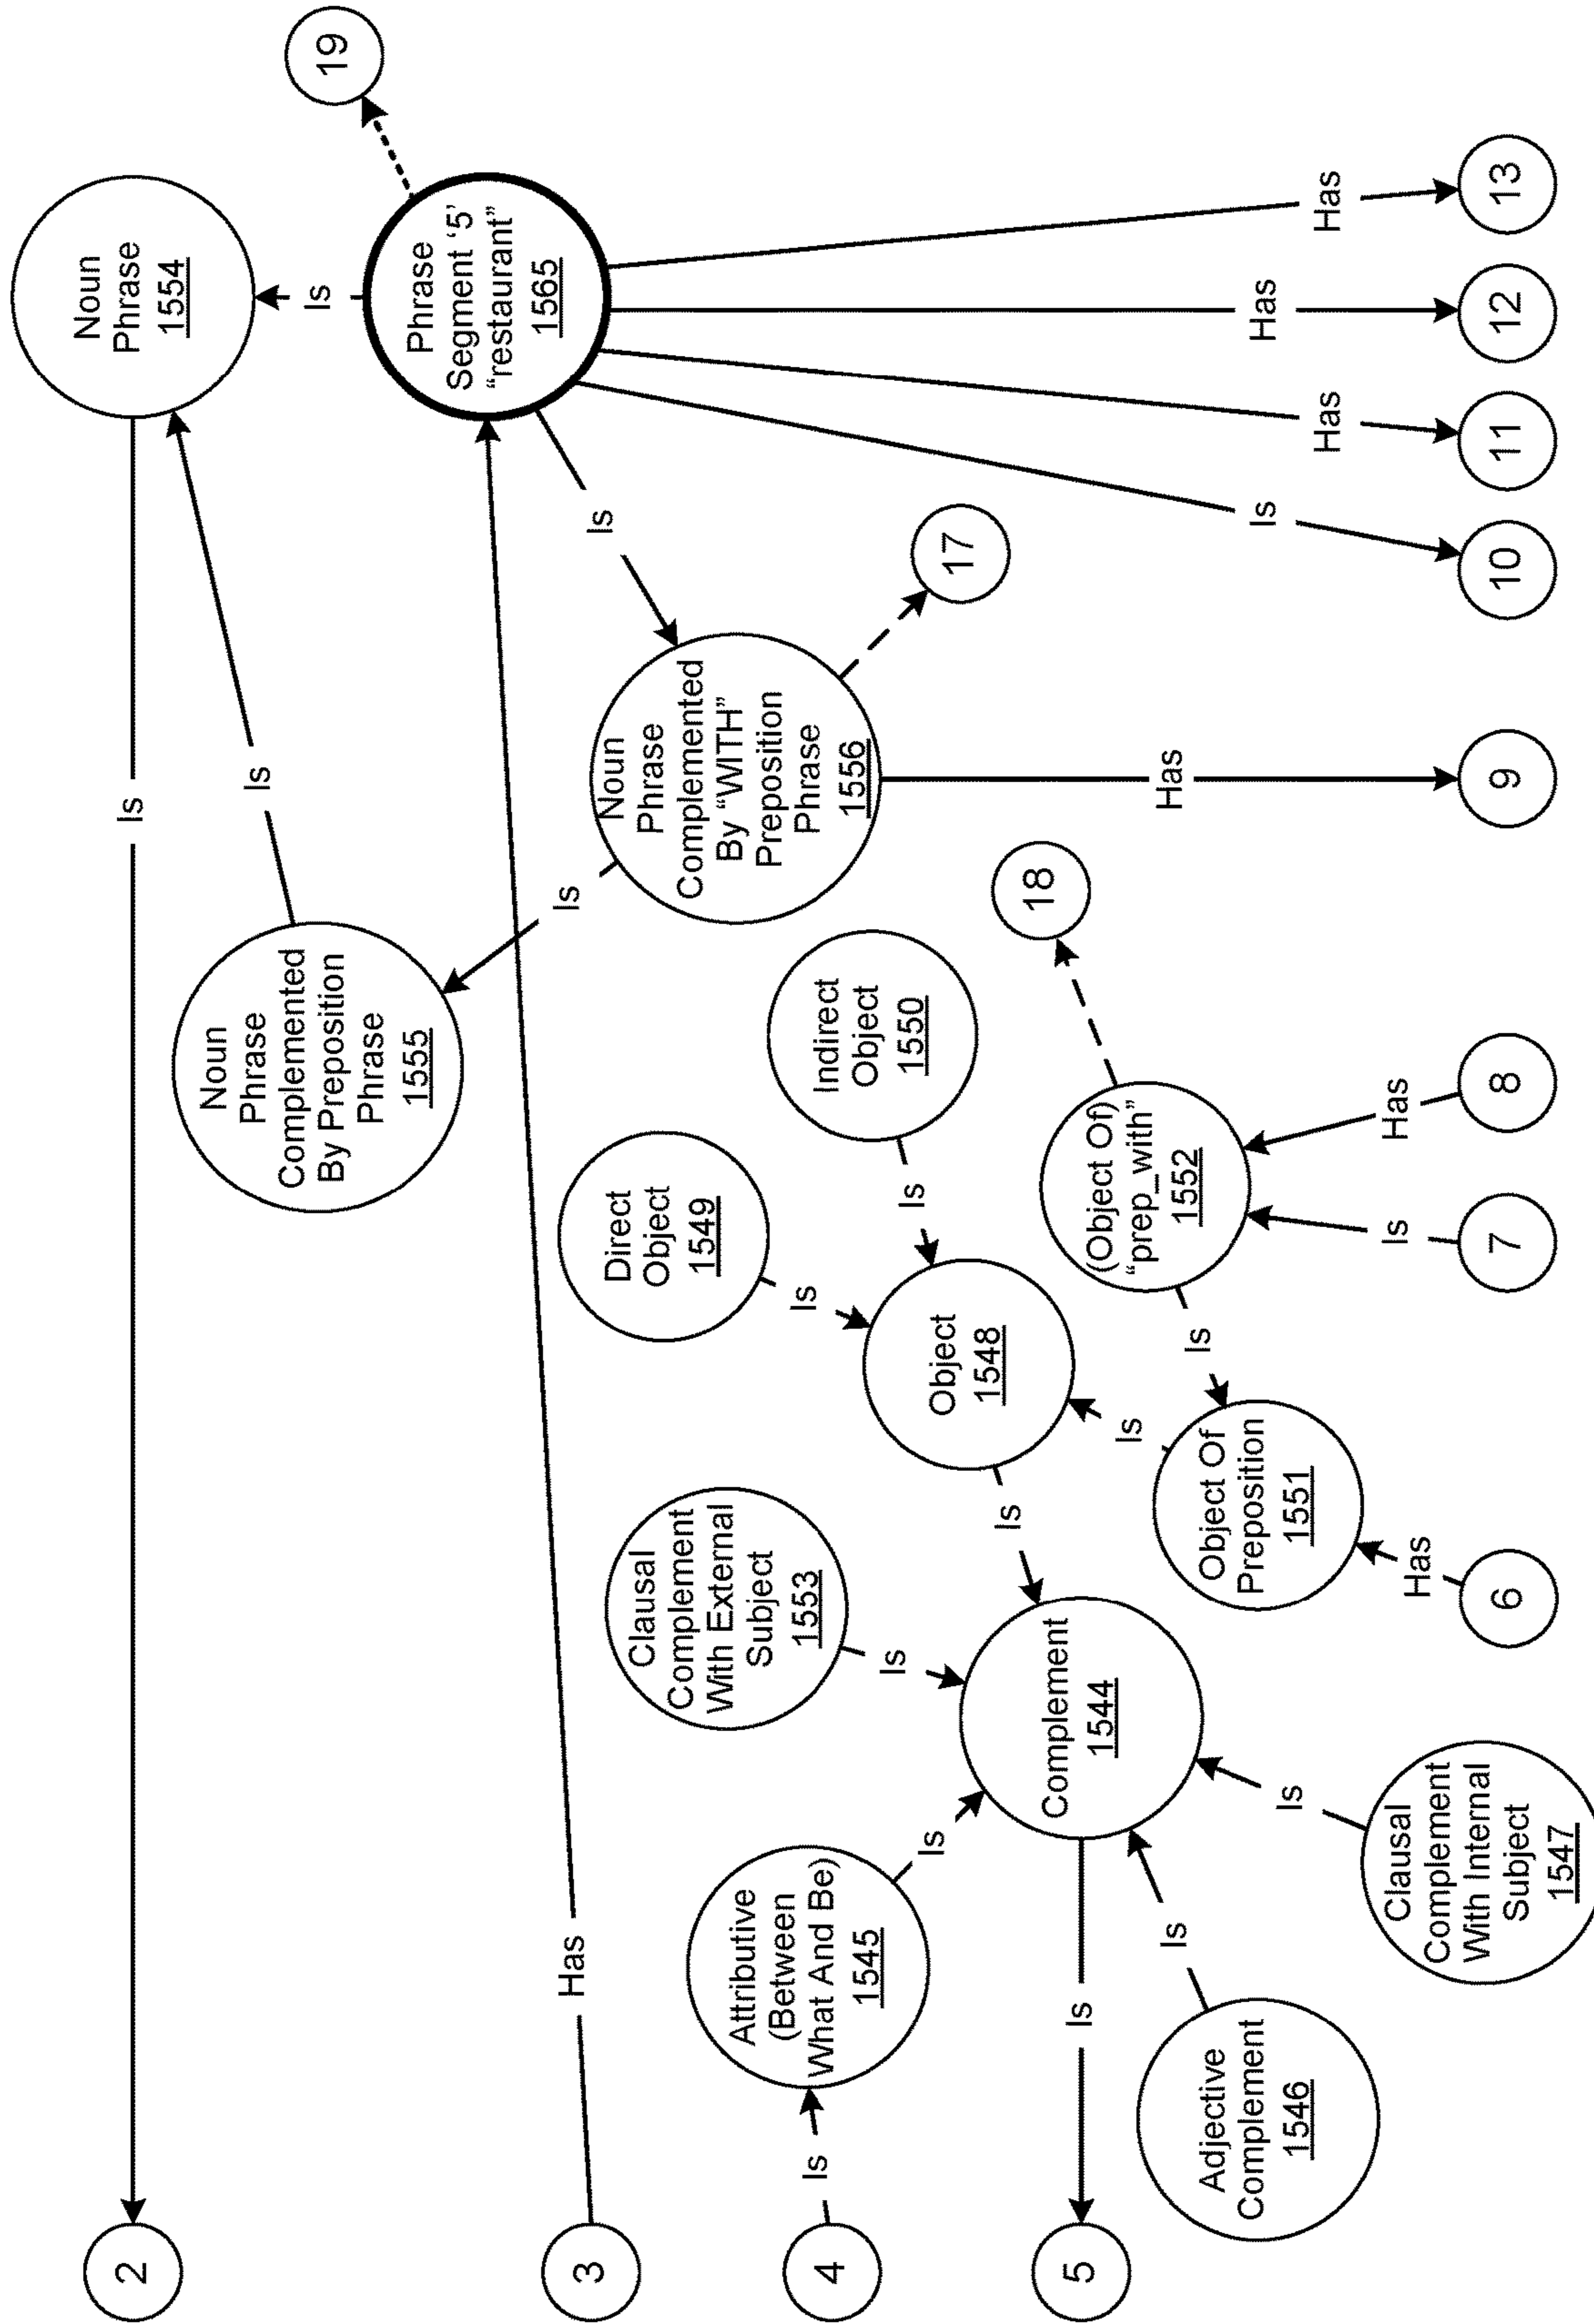 2
Is
Noun
Phrase
1554
19
Is
Noun
Phrase
Complemented
By Preposition
Phrase
1555
Is
3
Has
Phrase
Segment ‘5’
“restaurant”
1565
Is
Is
Noun
Phrase
Complemented
By “WITH”
Preposition
Phrase
1556
17
4
Is
Attributive
(Between
What And Be)
1545
Is
Clausal
Complement
With External
Subject
1553
Is
Direct
Object
1549
Is
Indirect
Object
1550
Is
5
Is
Complement
1544
Is
Object
1548
18
Adjective
Complement
1546
Is
Is
Object Of
Preposition
1551
Is
(Object Of)
“prep_with”
1552
Clausal
Complement
With Internal
Subject
1547
Is
Has
Is
Has
Has
Is
Has
Has
Has
6
7
8
9
10
11
12
13